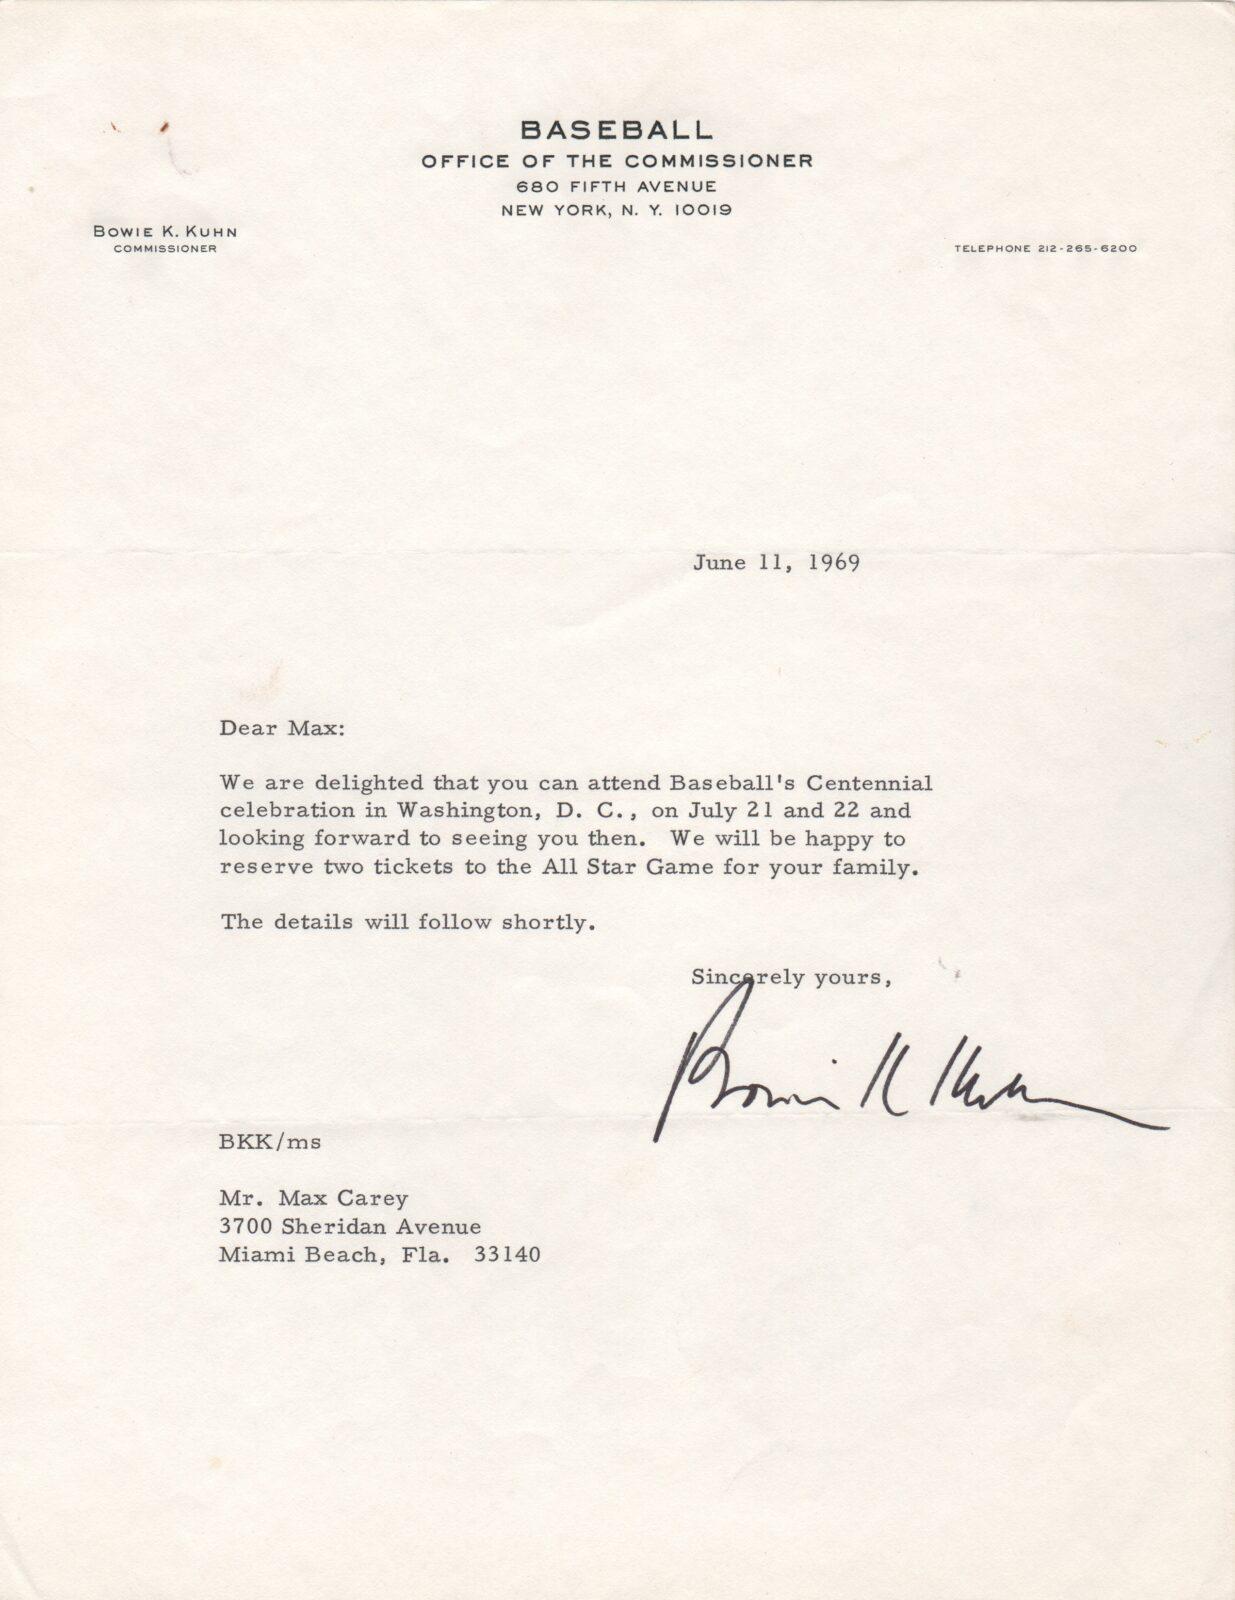 BASEBALL
OFFICE OF THE COMMISSIONER
680 FIFTH AVENUE
NEW YORK, N. Y. 10019
BOWIE K. KUHN
COMMISSIONER
TELEPHONE 212-265-6200
June 11, 1969
Dear Max:
We are delighted that you can attend Baseball's Centennial
celebration in Washington, D. C., on July 21 and 22 and
looking forward to seeing you then. We will be happy to
reserve two tickets to the All Star Game for your family.
The details will follow shortly.
Sincerely yours,
Bowie K Kuhn
BKK/ms
Mr. Max Carey
3700 Sheridan Avenue
Miami Beach, Fla. 33140